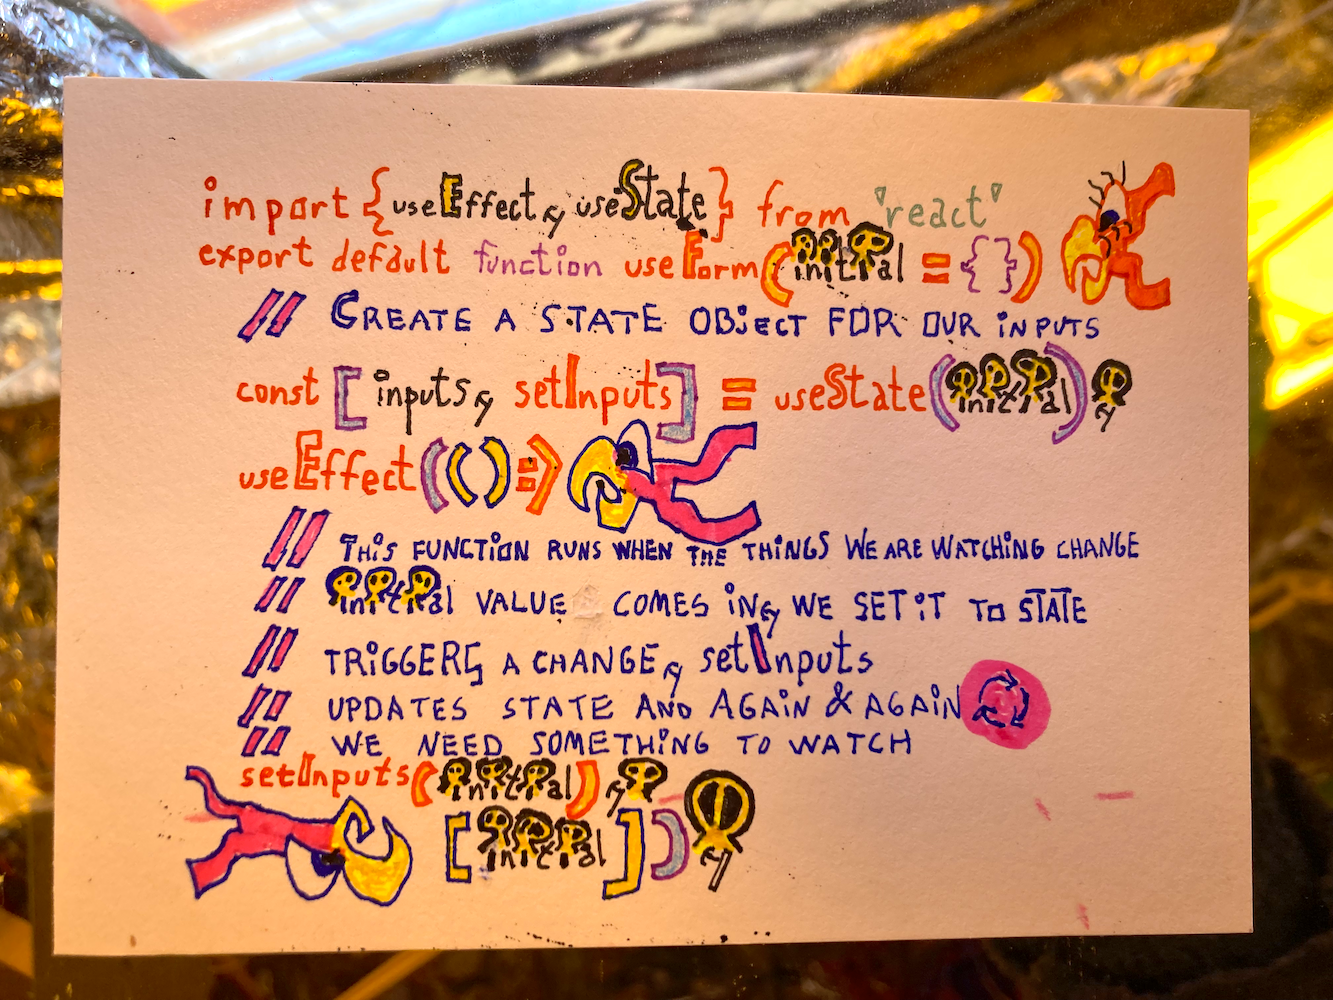 import {useEffect, useState} from 'react'
export default function useForm(initial = {})
// CREATE A STATE OBJECT FOR OUR INPUTS
const [inputs, setInputs] = useState(initial);
useEffect(() => {
// THIS FUNCTION RUNS WHEN THE THINGS WE ARE WATCHING CHANGE
// initial VALUE COMES IN, WE SET IT TO STATE
// TRIGGERS A CHANGE, setInputs
// UPDATES STATE AND AGAIN & AGAIN
// WE NEED SOMETHING TO WATCH
setInputs(initial);
}, [initial]);